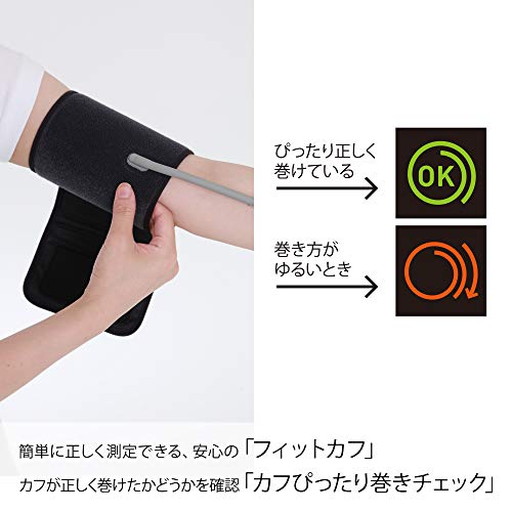 ぴったり正しく
巻けている
OK
巻き方が
ゆるいとき
簡単に正しく測定できる、安心の「フィットカフ」
カフが正しく巻けたかどうかを確認「カフぴったり巻きチェック」